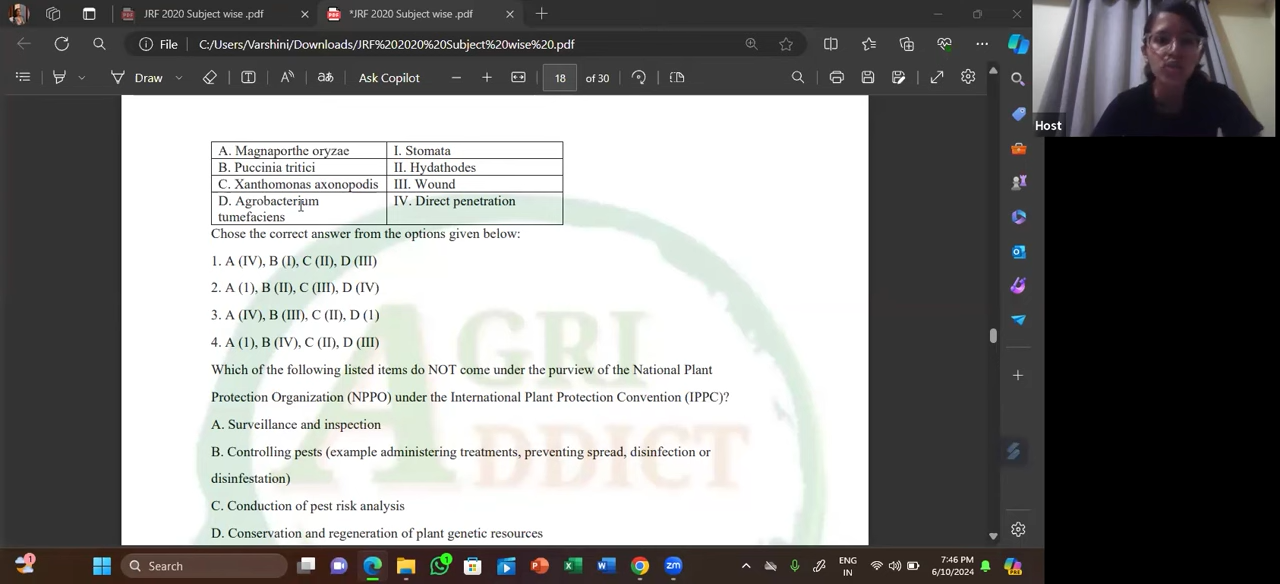 JRF 2020 Subject wise .pdf
*JRF 2020 Subject wise .pdf
File
C:/Users/Varshini/Downloads/JRF%202020%20Subject%20wise%20.pdf
Draw
Ask Copilot
18 of 30
Host
A. Magnaporthe oryzae I. Stomata
B. Puccinia tritici II. Hydathodes
C. Xanthomonas axonopodis III. Wound
D. Agrobacterium IV. Direct penetration
tumefaciens
Chose the correct answer from the options given below:
1. A (IV), B (I), C (II), D (III)
2. A (1), B (II), C (III), D (IV)
3. A (IV), B (III), C (II), D (1)
4. A (1), B (IV), C (II), D (III)
Which of the following listed items do NOT come under the purview of the National Plant
Protection Organization (NPPO) under the International Plant Protection Convention (IPPC)?
A. Surveillance and inspection
B. Controlling pests (example administering treatments, preventing spread, disinfection or
disinfestation)
C. Conduction of pest risk analysis
D. Conservation and regeneration of plant genetic resources
AGRI
ADDICT
Search
ENG
IN
7:46 PM
6/10/2024